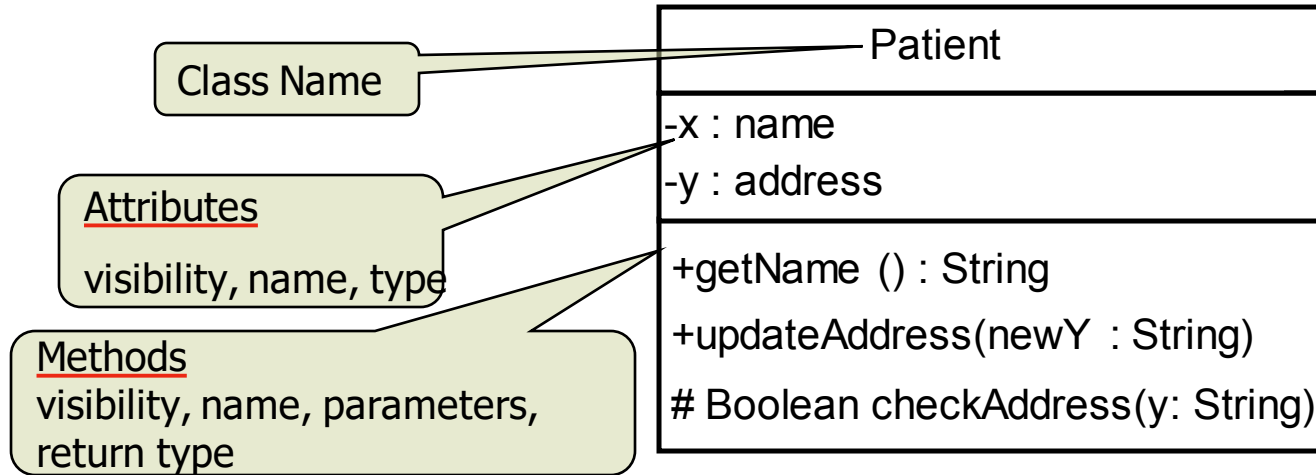 Class Name
Patient
-x : name
-y : address
Attributes
visibility, name, type
+getName () : String
+updateAddress(newY : String)
# Boolean checkAddress(y: String)
Methods
visibility, name, parameters,
return type